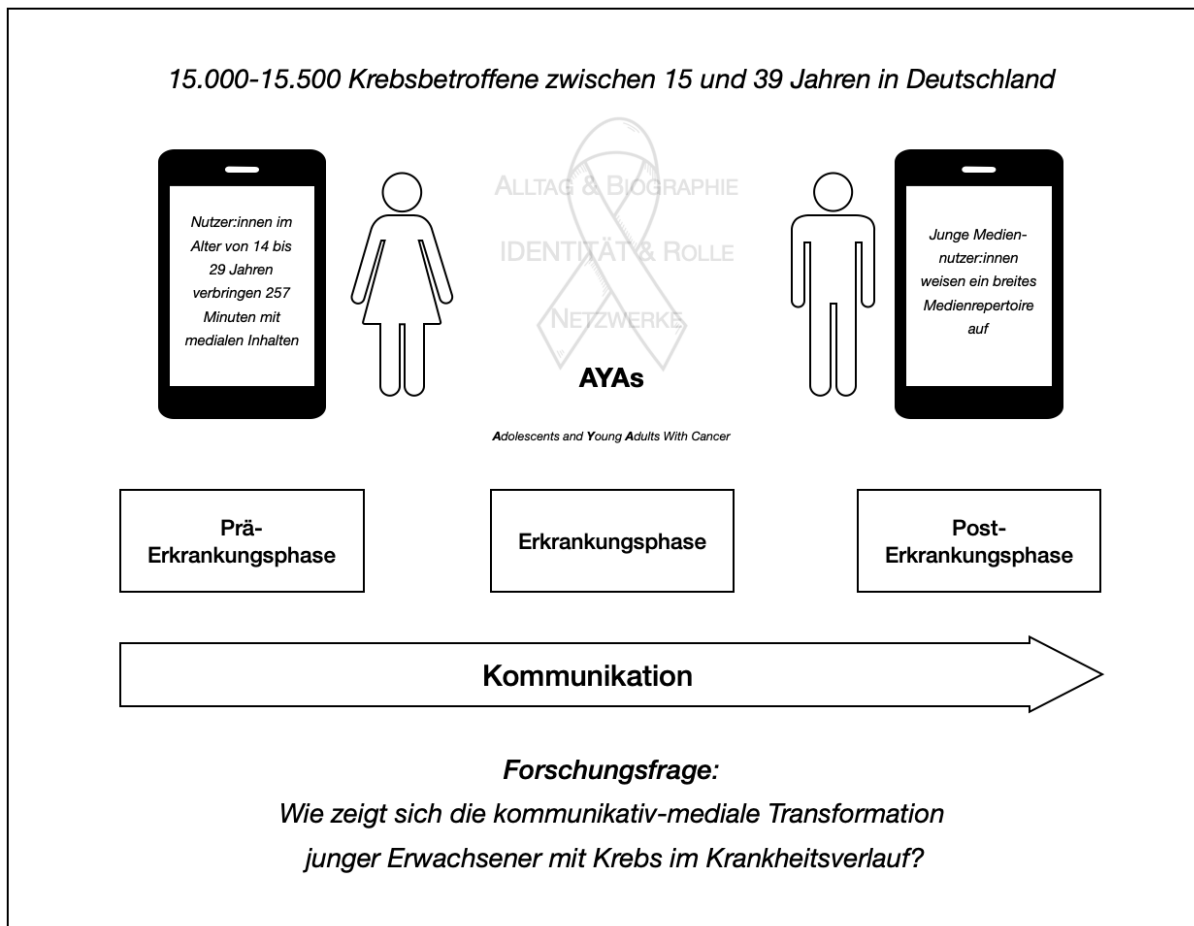 15.000-15.500 Krebsbetroffene zwischen 15 und 39 Jahren in Deutschland
Nutzer:innen im
Alter von 14 bis
29 Jahren
verbringen 257
Minuten mit
medialen Inhalten
ALLTAG & BIOGRAPHIE
IDENTITÄT & ROLLE
NETZWERKE
AYAs
Adolescents and Young Adults With Cancer
Junge Medien-
nutzer:innen
weisen ein breites
Medienrepertoire
auf
Prä-
Erkrankungsphase
Erkrankungsphase
Post-
Erkrankungsphase
Kommunikation
Forschungsfrage:
Wie zeigt sich die kommunikativ-mediale Transformation
junger Erwachsener mit Krebs im Krankheitsverlauf?